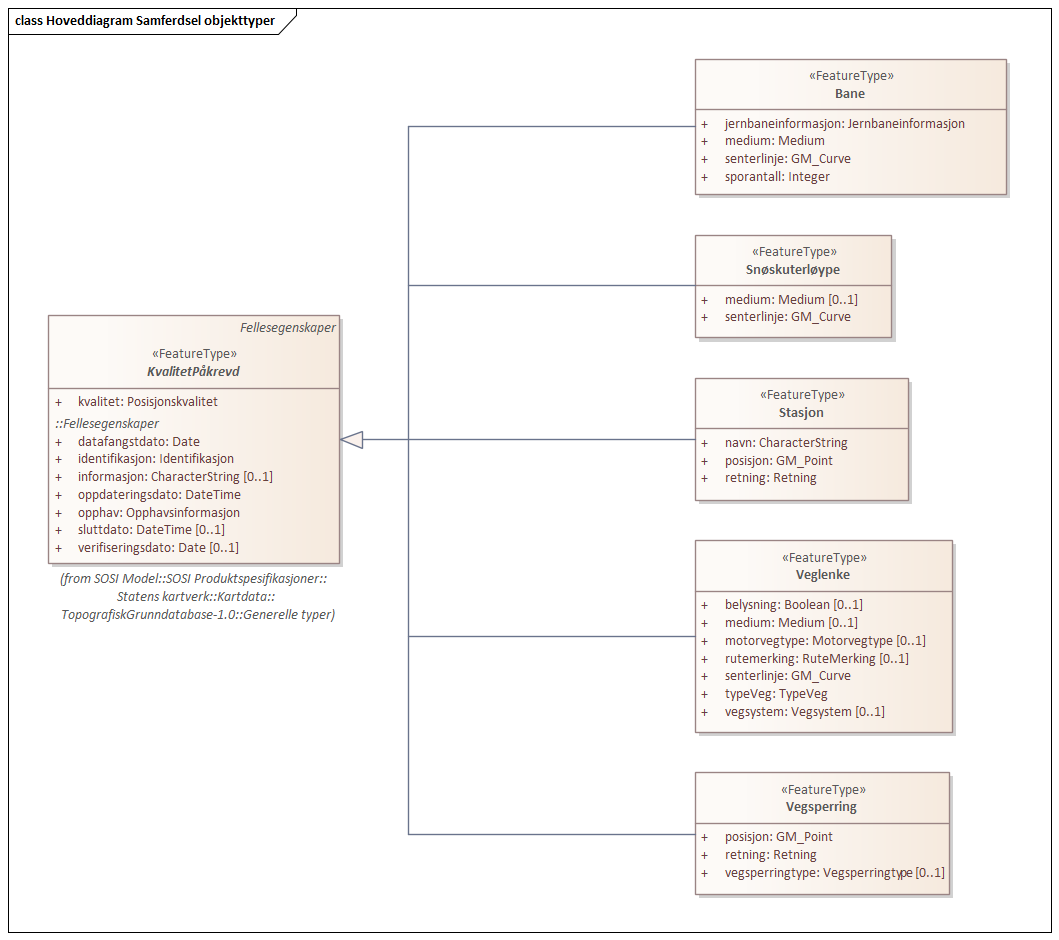 class Hoveddiagram Samferdsel objekttyper
«FeatureType»
Bane
+ jernbaneinformasjon: Jernbaneinformasjon
+ medium: Medium
+ senterlinje: GM_Curve
+ sporantall: Integer
«FeatureType»
Snøskuterløype
+ medium: Medium [0..1]
+ senterlinje: GM_Curve
Fellesegenskaper
«FeatureType»
KvalitetPåkrevd
+ kvalitet: Posisjonskvalitet
::Fellesegenskaper
+ datafangstdato: Date
+ identifikasjon: Identifikasjon
+ informasjon: CharacterString [0..1]
+ oppdateringsdato: DateTime
+ opphav: Opphavsinformasjon
+ sluttdato: DateTime [0..1]
+ verifiseringsdato: Date [0..1]
(from SOSI Model::SOSI Produktspesifikasjoner::
Statens kartverk::Kartdata::
TopografiskGrunndatabase-1.0::Generelle typer)
«FeatureType»
Stasjon
+ navn: CharacterString
+ posisjon: GM_Point
+ retning: Retning
«FeatureType»
Veglenke
+ belysning: Boolean [0..1]
+ medium: Medium [0..1]
+ motorvegtype: Motorvegtype [0..1]
+ rutemerking: RuteMerking [0..1]
+ senterlinje: GM_Curve
+ typeVeg: TypeVeg
+ vegsystem: Vegsystem [0..1]
«FeatureType»
Vegsperring
+ posisjon: GM_Point
+ retning: Retning
+ vegsperringtype: Vegsperringtype [0..1]